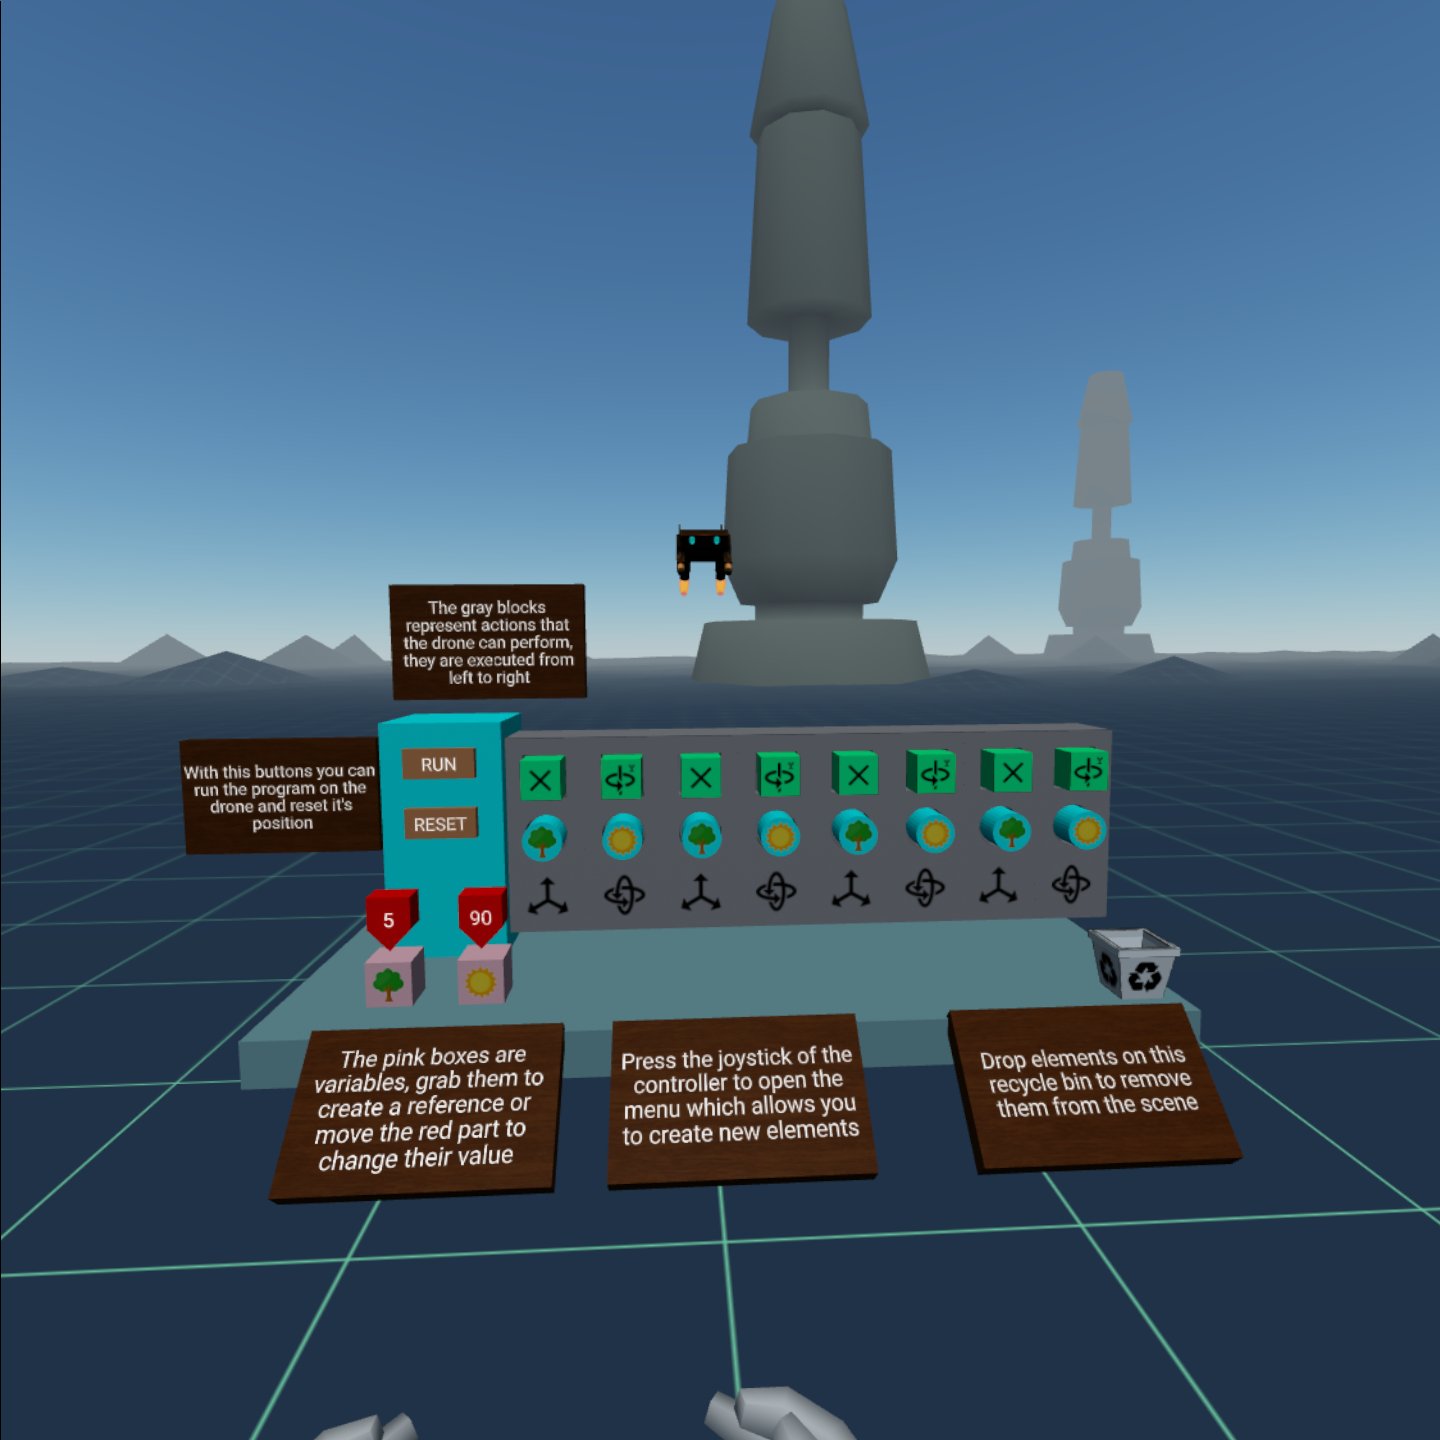 The gray blocks
represent actions that
the drone can perform,
they are executed from
left to right
With this buttons you can
run the program on the
drone and reset it's
position
RUN
RESET
5
90
The pink boxes are
variables, grab them to
create a reference or
move the red part to
change their value
Press the joystick of the
controller to open the
menu which allows you
to create new elements
Drop elements on this
recycle bin to remove
them from the scene